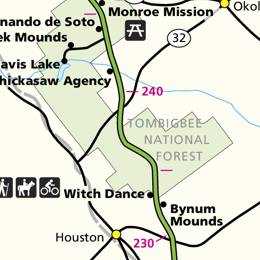 Monroe Mission
Okol
nando de Soto
ek Mounds
32
avis Lake
hickasaw Agency
240
TOMBIGBEE
NATIONAL
FOREST
Witch Dance
Bynum
Mounds
Houston
230